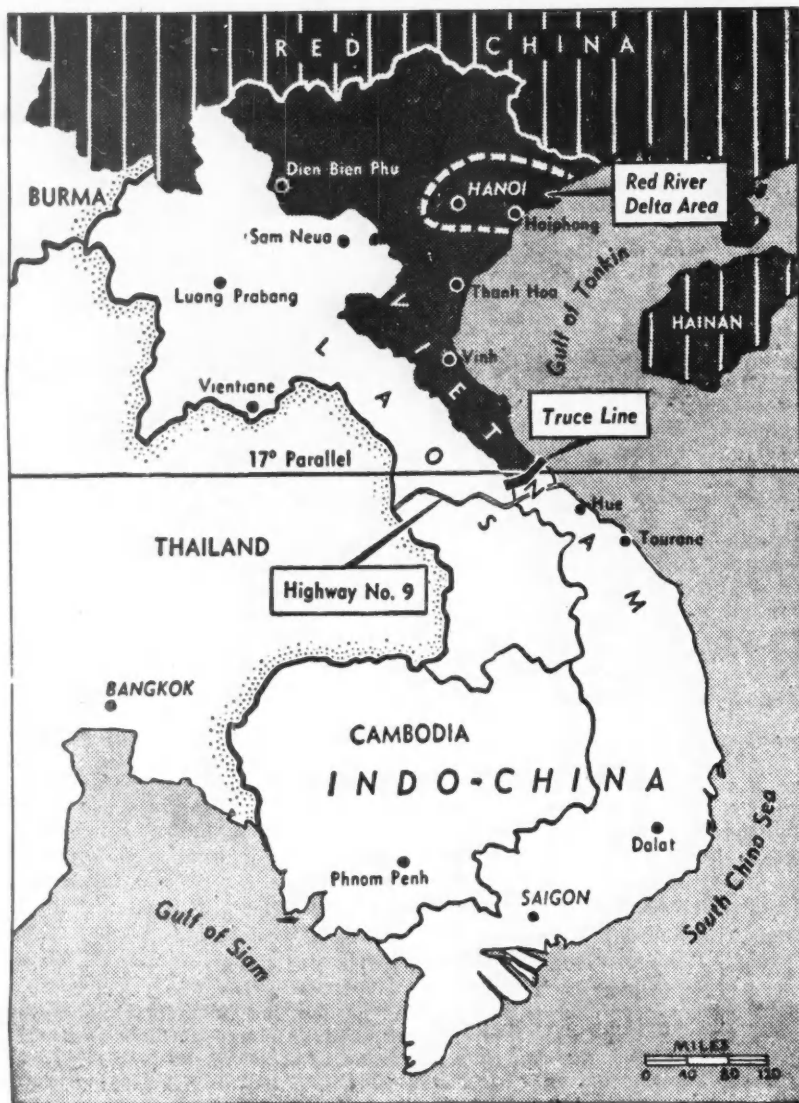 RED CHINA
Dien Bien Phu
HANOI
Red River
Delta Area
BURMA
Haiphong
Sam Neua
Gulf of Tonkin
Luang Prabang
Thanh Hoa
HAINAN
VIET NAM
LAOS
Vinh
Vientiane
Truce Line
17° Parallel
Hue
THAILAND
Tourane
Highway No. 9
BANGKOK
CAMBODIA
INDO-CHINA
Dalat
Phnom Penh
SAIGON
South China Sea
Gulf of Siam
MILES
0 40 80 120